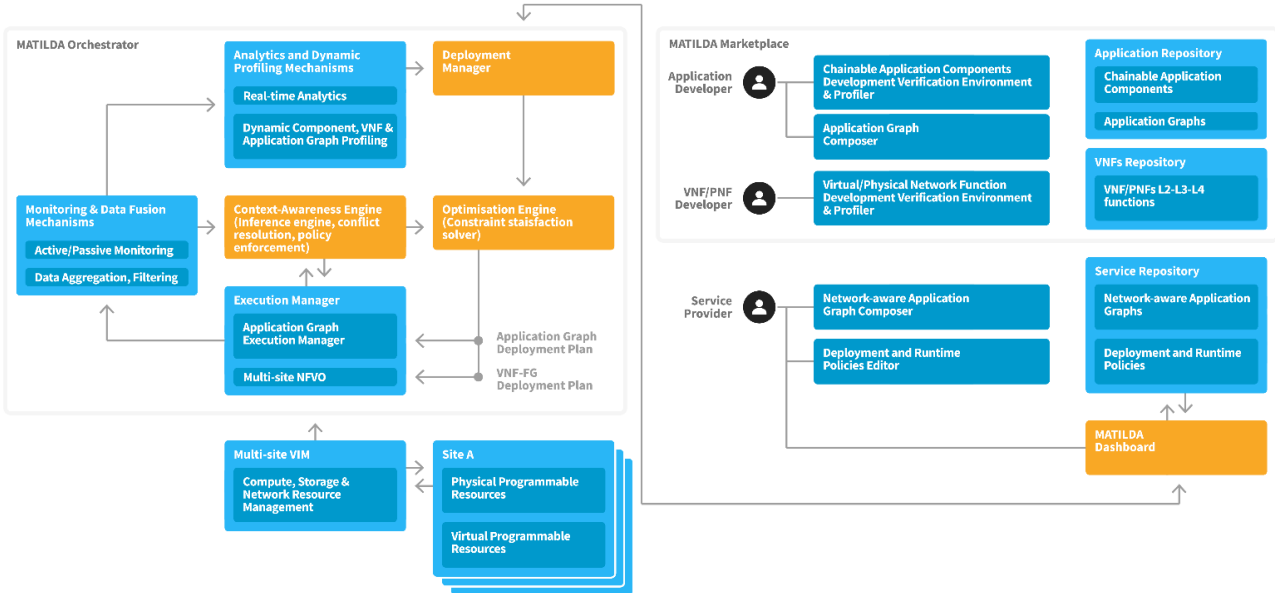 MATILDA Orchestrator
Analytics and Dynamic
Profiling Mechanisms
Real-time Analytics
Dynamic Component, VNF &
Application Graph Profiling
Deployment
Manager
Monitoring & Data Fusion
Mechanisms
Active/Passive Monitoring
Data Aggregation, Filtering
Context-Awareness Engine
(Inference engine, conflict
resolution, policy
enforcement)
Optimisation Engine
(Constraint staisfaction
solver)
Execution Manager
Application Graph
Execution Manager
Multi-site NFVO
Application Graph
Deployment Plan
VNF-FG
Deployment Plan
Multi-site VIM
Compute, Storage &
Network Resource
Management
Site A
Physical Programmable
Resources
Virtual Programmable
Resources
MATILDA Marketplace
Application
Developer
Chainable Application Components
Development Verification Environment
& Profiler
Application Graph
Composer
VNF/PNF
Developer
Virtual/Physical Network Function
Development Verification Environment
& Profiler
Application Repository
Chainable Application
Components
Application Graphs
VNFs Repository
VNF/PNFs L2-L3-L4
functions
Service
Provider
Network-aware Application
Graph Composer
Deployment and Runtime
Policies Editor
Service Repository
Network-aware Application
Graphs
Deployment and Runtime
Policies
MATILDA
Dashboard